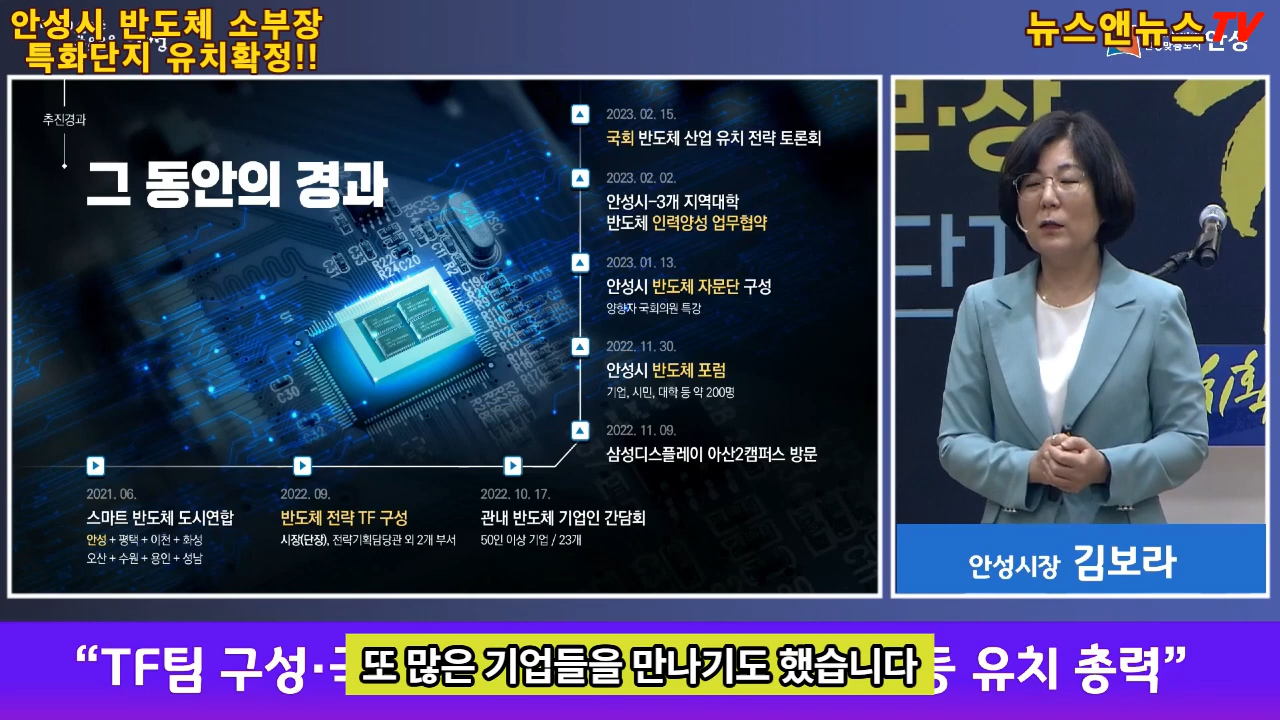 안성시 반도체 소부장
특화단지 유치확정!!
뉴스앤뉴스TV
안성
추진경과
그 동안의 경과
2023. 02. 15.
국회 반도체 산업 유치 전략 토론회
2023. 02. 02.
안성시-3개 지역대학
반도체 인력양성 업무협약
2023. 01. 13.
안성시 반도체 자문단 구성
양향자 국회의원 특강
2022. 11. 30.
안성시 반도체 포럼
기업, 시민, 대학 등 약 200명
2022. 11. 09.
삼성디스플레이 아산2캠퍼스 방문
2021. 06.
스마트 반도체 도시연합
안성 + 평택 + 이천 + 화성
오산 + 수원 + 용인 + 성남
2022. 09.
반도체 전략 TF 구성
시장(단장), 전략기획담당관 외 2개 부서
2022. 10. 17.
관내 반도체 기업인 간담회
50인 이상 기업 / 23개
안성시장 김보라
“TF팀 구성· 등 유치 총력”
또 많은 기업들을 만나기도 했습니다